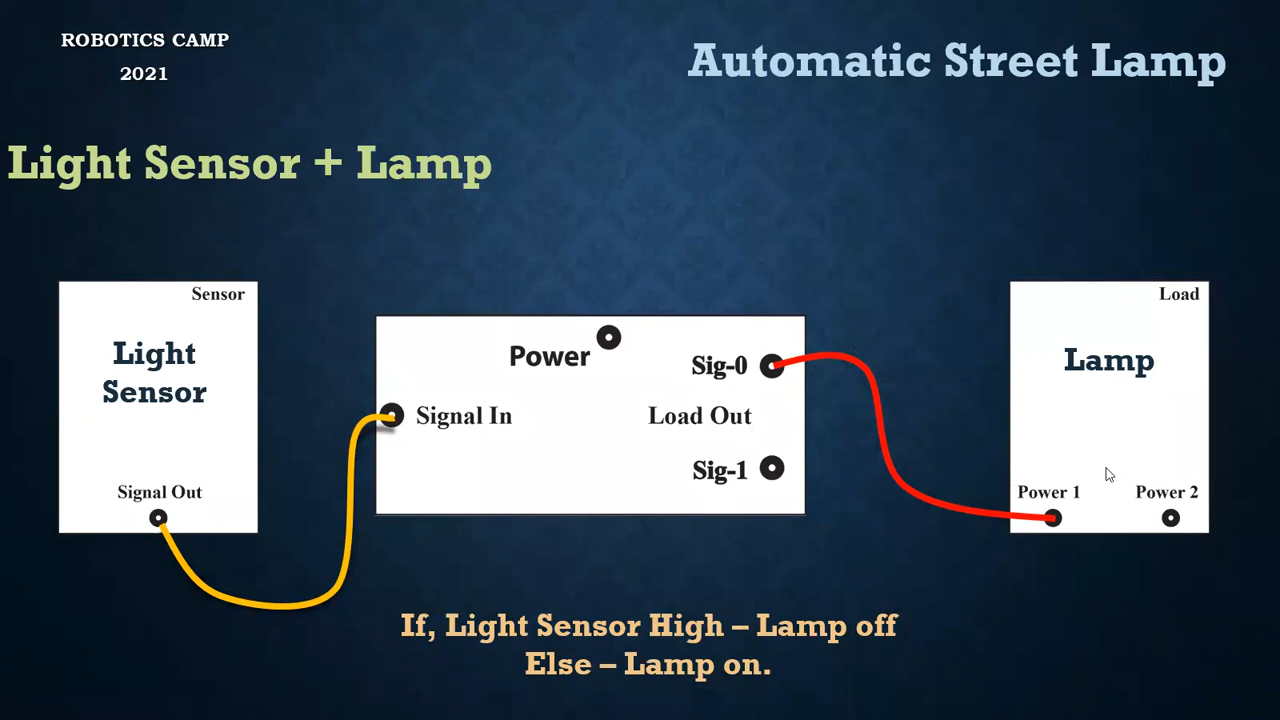 ROBOTICS CAMP
2021
Automatic Street Lamp
Light Sensor + Lamp
Sensor
Light
Sensor
Signal Out
Power
Signal In
Sig-0
Load Out
Sig-1
Load
Lamp
Power 1
Power 2
If, Light Sensor High – Lamp off
Else – Lamp on.